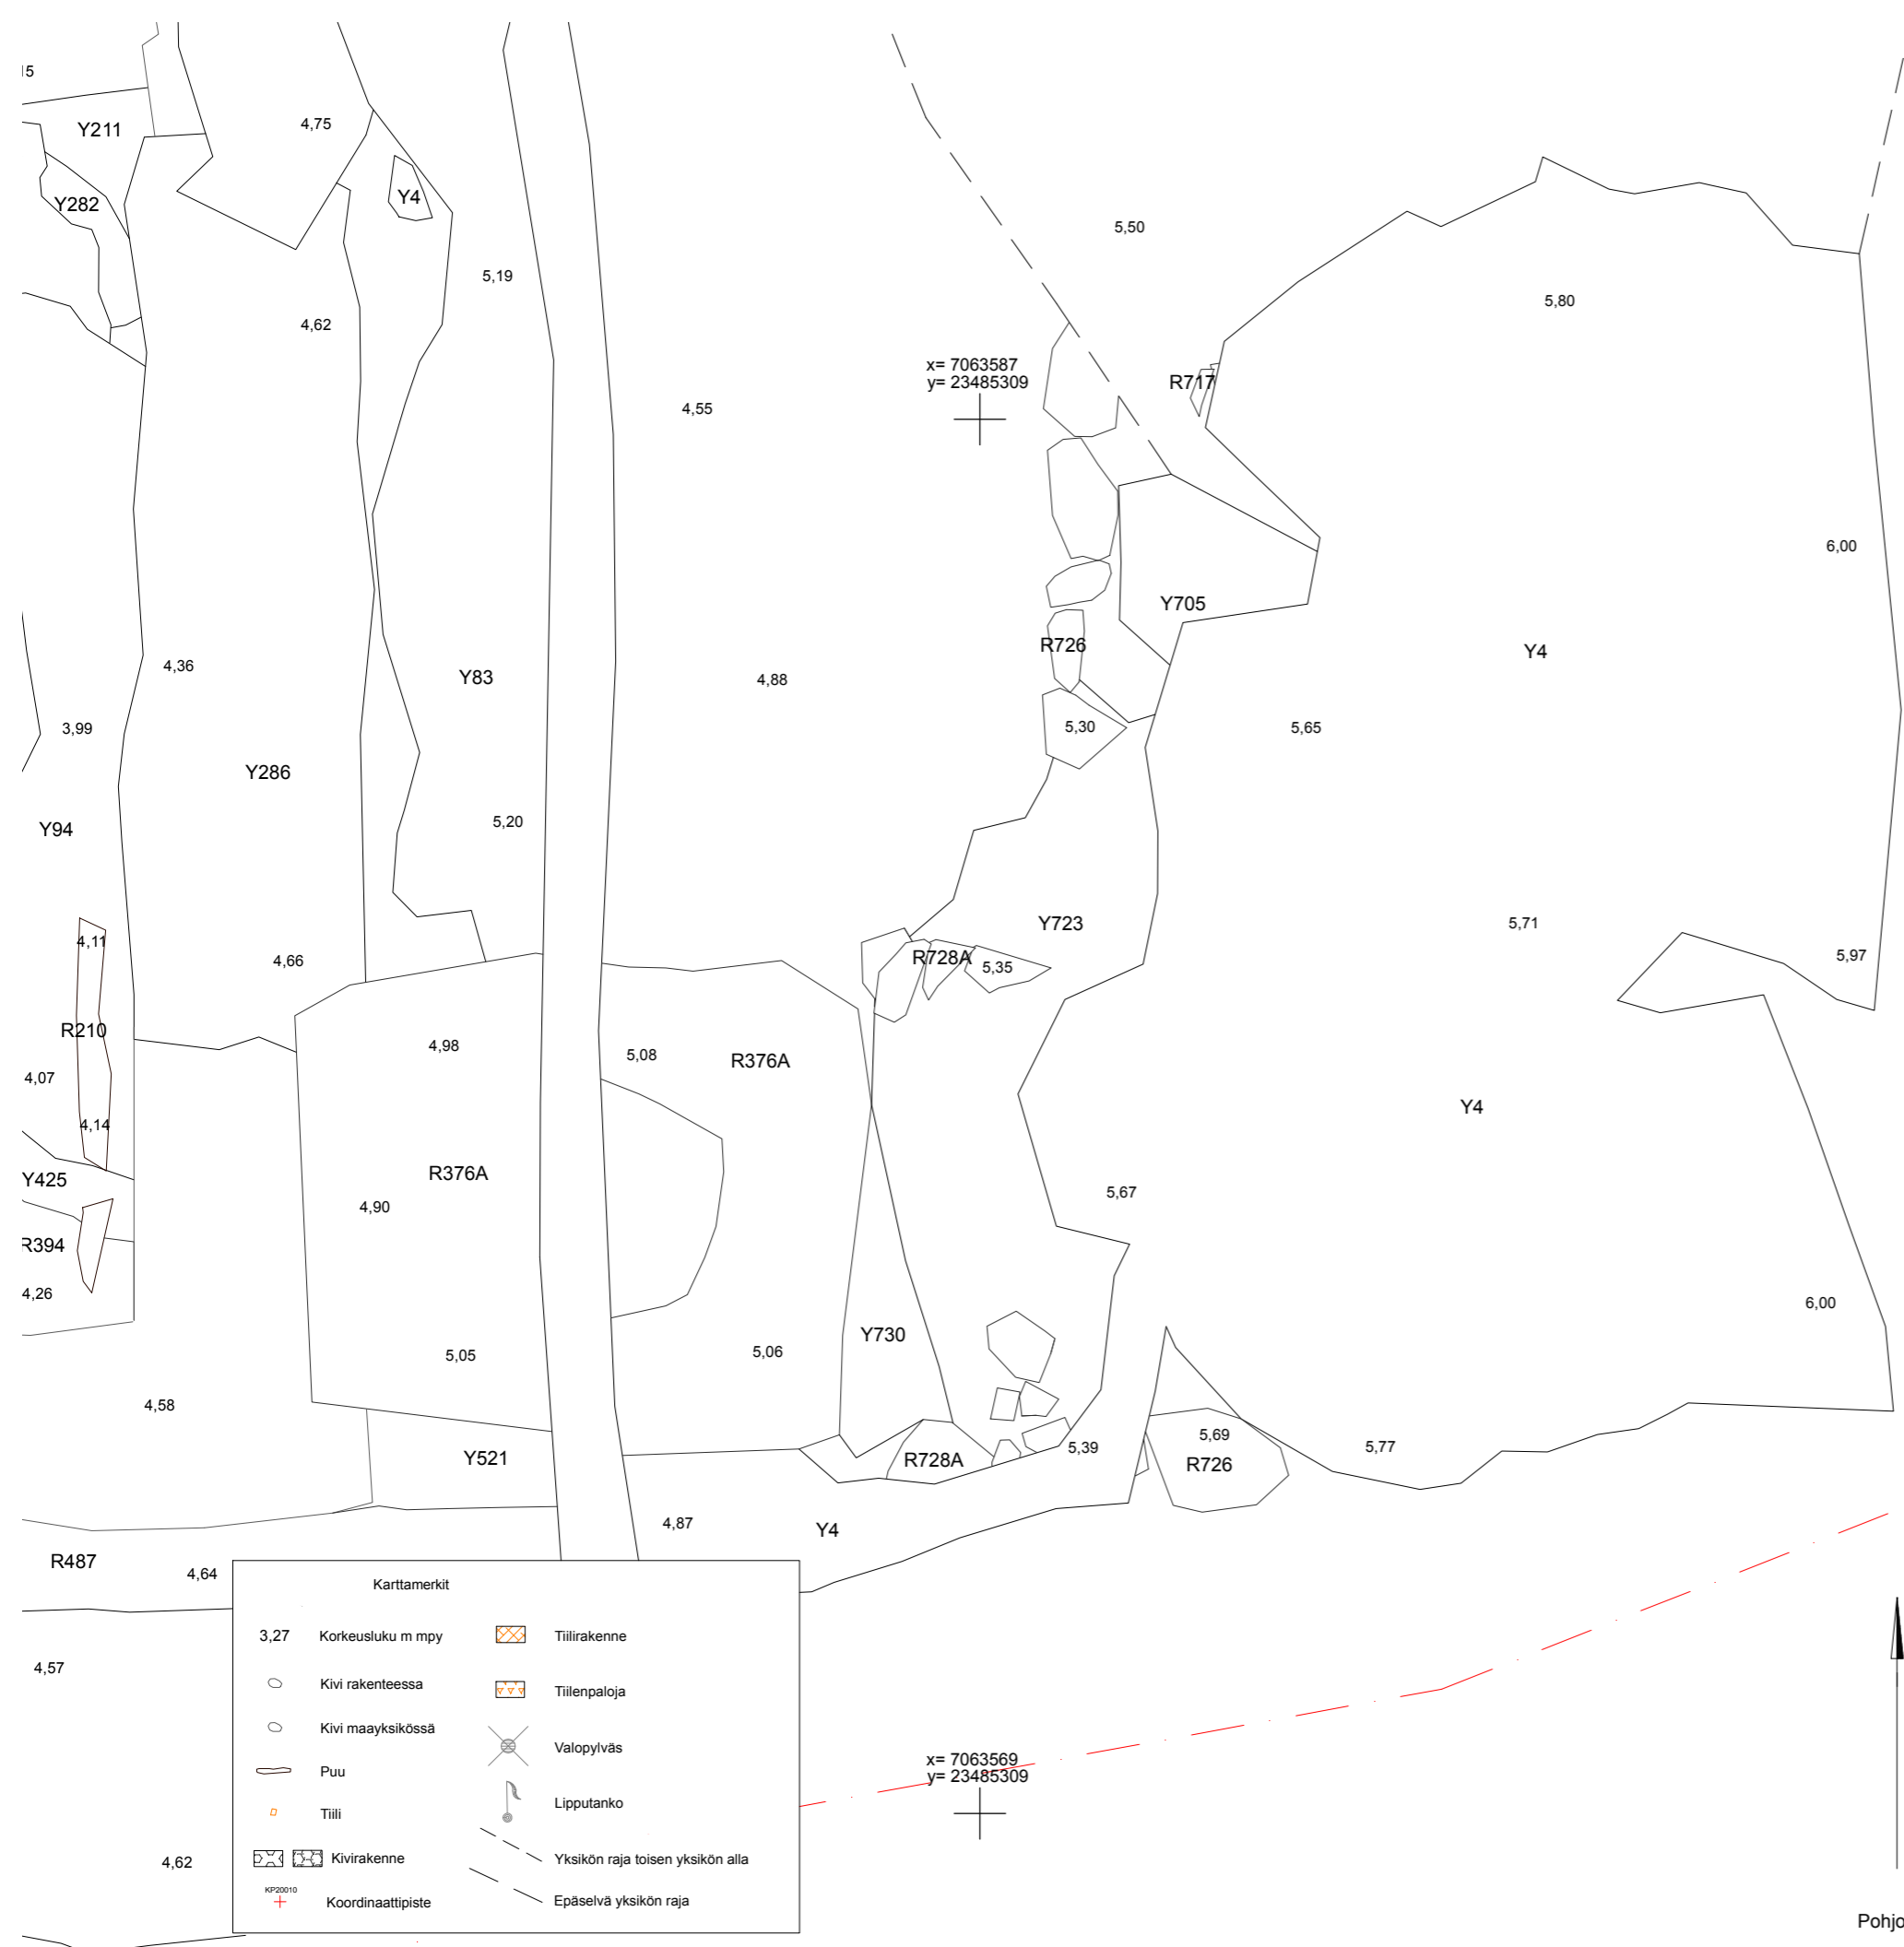 15
Y211
4,75
Y282
Y4
5,50
5,19
5,80
4,62
x= 7063587
y= 23485309
R717
4,55
6,00
Y705
R726
Y4
4,36
Y83
4,88
3,99
5,30
5,65
Y286
Y94
5,20
4,11
Y723
5,71
4,66
R728A
5,35
5,97
R210
4,98
5,08
R376A
4,07
4,14
Y4
Y425
R376A
4,90
5,67
R394
4,26
6,00
Y730
5,05
5,06
4,58
5,69
5,39
5,77
Y521
R728A
R726
4,87
Y4
R487
4,64
Karttamerkit
3,27 Korkeusluku m mpy
Tiilirakenne
4,57
Kivi rakenteessa
Tiilenpaloja
Kivi maayksikössä
Valopylväs
x= 7063569
y= 23485309
Puu
Lipputanko
Tiili
4,62
Kivirakenne
Yksikön raja toisen yksikön alla
KP20010
Koordinaattipiste
Epäselvä yksikön raja
Pohjo